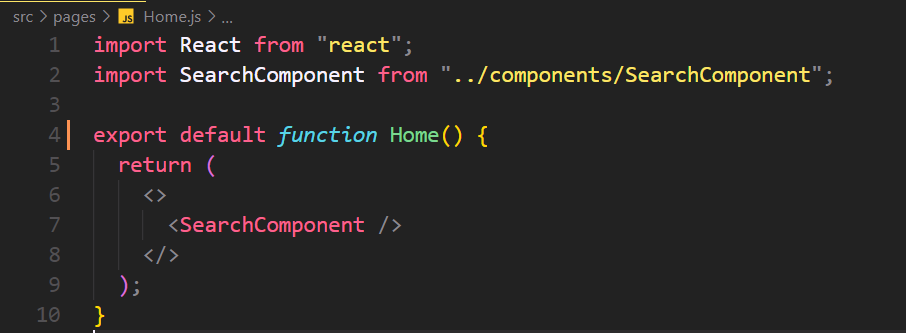 src > pages > JS Home.js > ...
1 import React from "react";
2 import SearchComponent from "../components/SearchComponent";
3
4 export default function Home() {
5   return (
6     <>
7       <SearchComponent />
8     </>
9   );
10 }